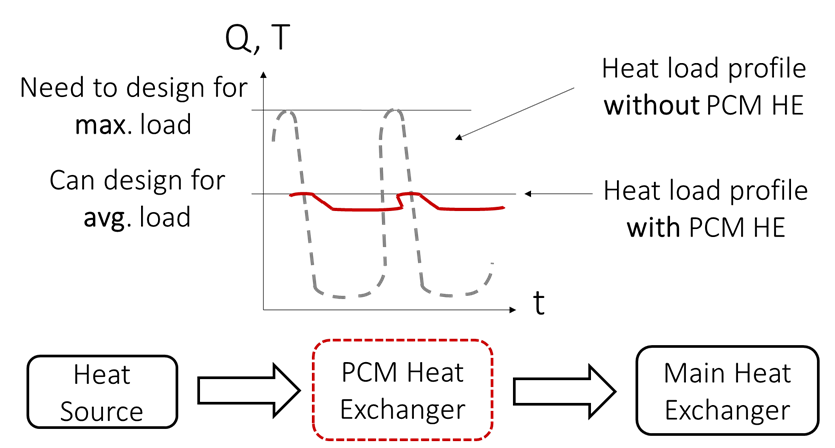 Q, T
Need to design for
max. load
Heat load profile
without PCM HE
Can design for
avg. load
Heat load profile
with PCM HE
t
Heat
Source
PCM Heat
Exchanger
Main Heat
Exchanger